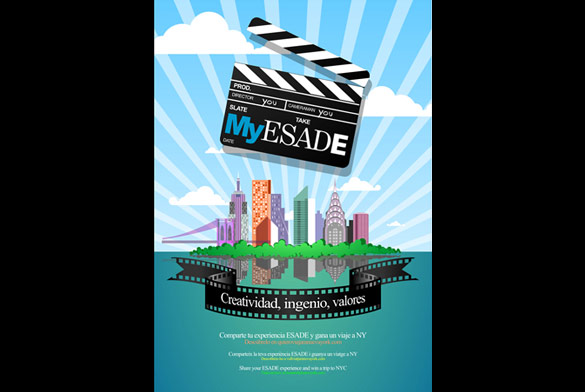 PROD.
DIRECTOR you CAMERAMAN you
SLATE TAKE
MyESADE
DATE
Creatividad, ingenio, valores
Comparte tu experiencia ESADE y gana un viaje a NY
Comparteix la teva experiència ESADE i guanya un viatge a NY
Share your ESADE experience and win a trip to NYC